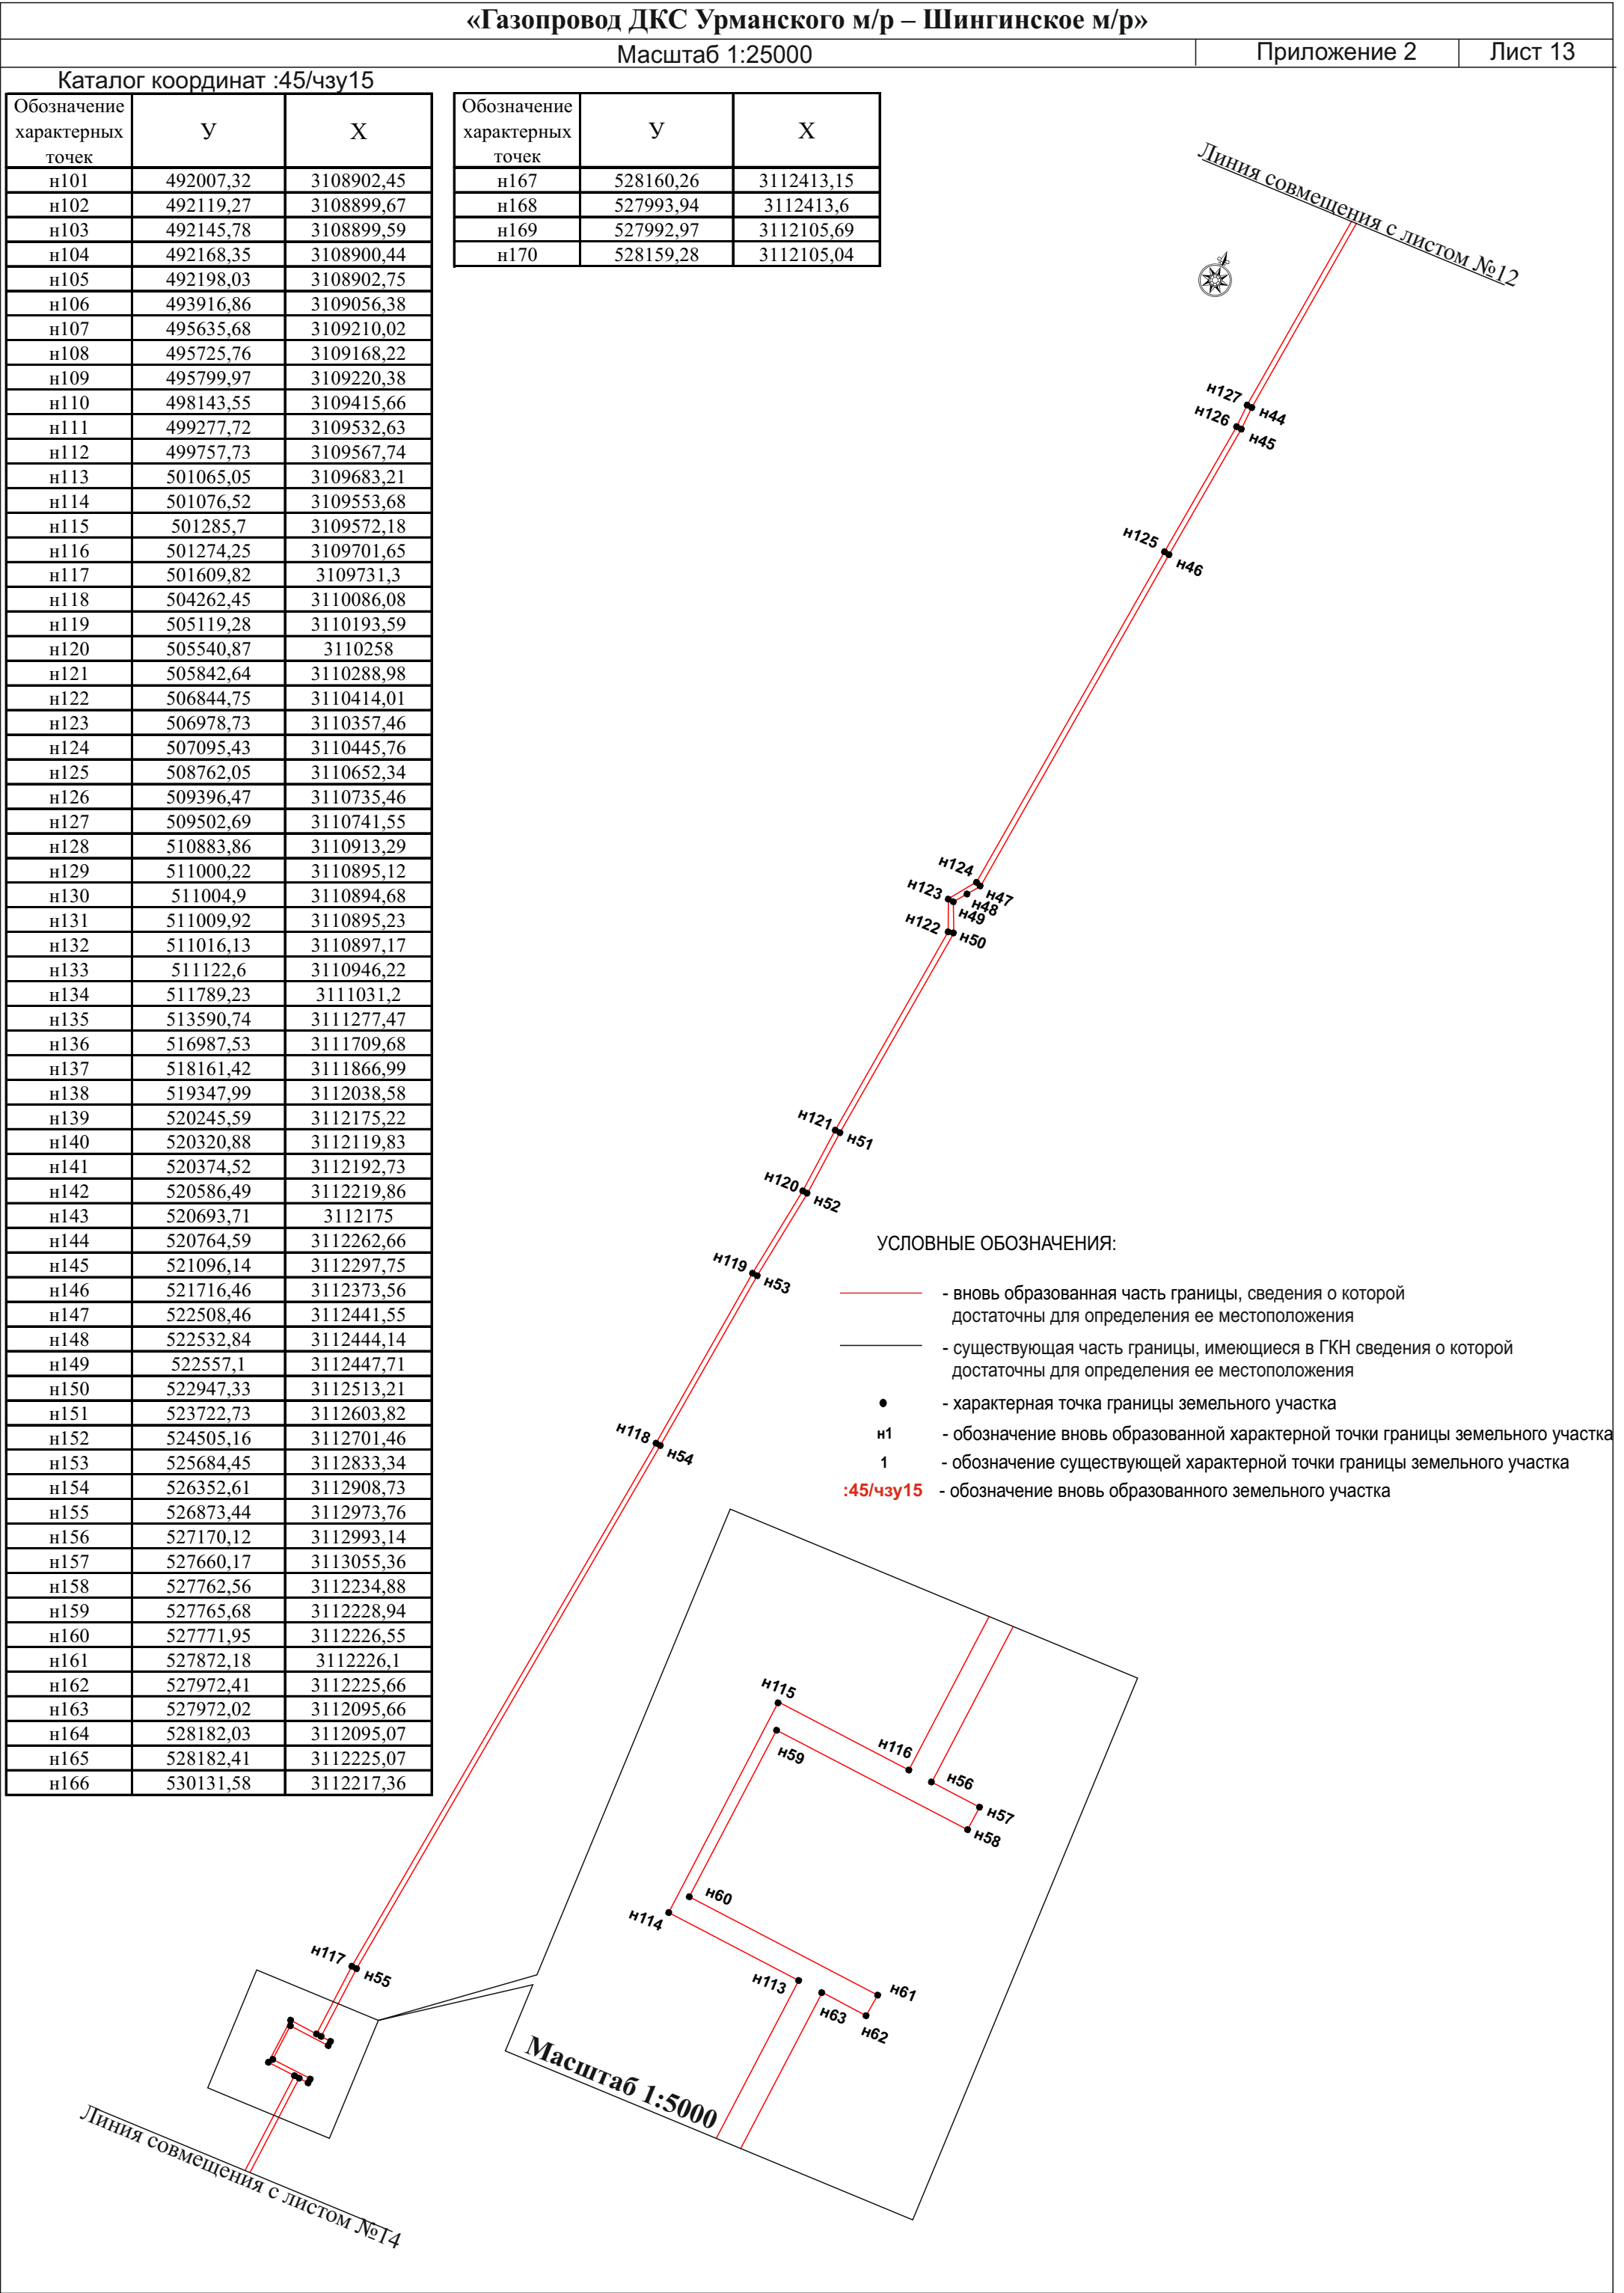 «Газопровод ДКС Урманского м/р – Шингинское м/р»
Масштаб 1:25000
Приложение 2
Лист 13
Каталог координат :45/чзу15
Обозначение характерных точек У Х
н101 492007,32 3108902,45
н102 492119,27 3108899,67
н103 492145,78 3108899,59
н104 492168,35 3108900,44
н105 492198,03 3108902,75
н106 493916,86 3109056,38
н107 495635,68 3109210,02
н108 495725,76 3109168,22
н109 495799,97 3109220,38
н110 498143,55 3109415,66
н111 499277,72 3109532,63
н112 499757,73 3109567,74
н113 501065,05 3109683,21
н114 501076,52 3109553,68
н115 501285,7 3109572,18
н116 501274,25 3109701,65
н117 501609,82 3109731,3
н118 504262,45 3110086,08
н119 505119,28 3110193,59
н120 505540,87 3110258
н121 505842,64 3110288,98
н122 506844,75 3110414,01
н123 506978,73 3110357,46
н124 507095,43 3110445,76
н125 508762,05 3110652,34
н126 509396,47 3110735,46
н127 509502,69 3110741,55
н128 510883,86 3110913,29
н129 511000,22 3110895,12
н130 511004,9 3110894,68
н131 511009,92 3110895,23
н132 511016,13 3110897,17
н133 511122,6 3110946,22
н134 511789,23 3111031,2
н135 513590,74 3111277,47
н136 516987,53 3111709,68
н137 518161,42 3111866,99
н138 519347,99 3112038,58
н139 520245,59 3112175,22
н140 520320,88 3112119,83
н141 520374,52 3112192,73
н142 520586,49 3112219,86
н143 520693,71 3112175
н144 520764,59 3112262,66
н145 521096,14 3112297,75
н146 521716,46 3112373,56
н147 522508,46 3112441,55
н148 522532,84 3112444,14
н149 522557,1 3112447,71
н150 522947,33 3112513,21
н151 523722,73 3112603,82
н152 524505,16 3112701,46
н153 525684,45 3112833,34
н154 526352,61 3112908,73
н155 526873,44 3112973,76
н156 527170,12 3112993,14
н157 527660,17 3113055,36
н158 527762,56 3112234,88
н159 527765,68 3112228,94
н160 527771,95 3112226,55
н161 527872,18 3112226,1
н162 527972,41 3112225,66
н163 527972,02 3112095,66
н164 528182,03 3112095,07
н165 528182,41 3112225,07
н166 530131,58 3112217,36
Обозначение характерных точек У Х
н167 528160,26 3112413,15
н168 527993,94 3112413,6
н169 527992,97 3112105,69
н170 528159,28 3112105,04
Линия совмещения с листом №12
н127
н44
н126
н45
н125
н46
н124
н47
н123
н48
н49
н122
н50
н121
н51
н120
н52
н119
н53
н118
н54
н117
н55
УСЛОВНЫЕ ОБОЗНАЧЕНИЯ:
- вновь образованная часть границы, сведения о которой
достаточны для определения ее местоположения
- существующая часть границы, имеющиеся в ГКН сведения о которой
достаточны для определения ее местоположения
- характерная точка границы земельного участка
н1 - обозначение вновь образованной характерной точки границы земельного участка
1 - обозначение существующей характерной точки границы земельного участка
:45/чзу15 - обозначение вновь образованного земельного участка
н115
н116
н59
н56
н57
н58
н60
н114
н113
н61
н63
н62
Масштаб 1:5000
Линия совмещения с листом №14